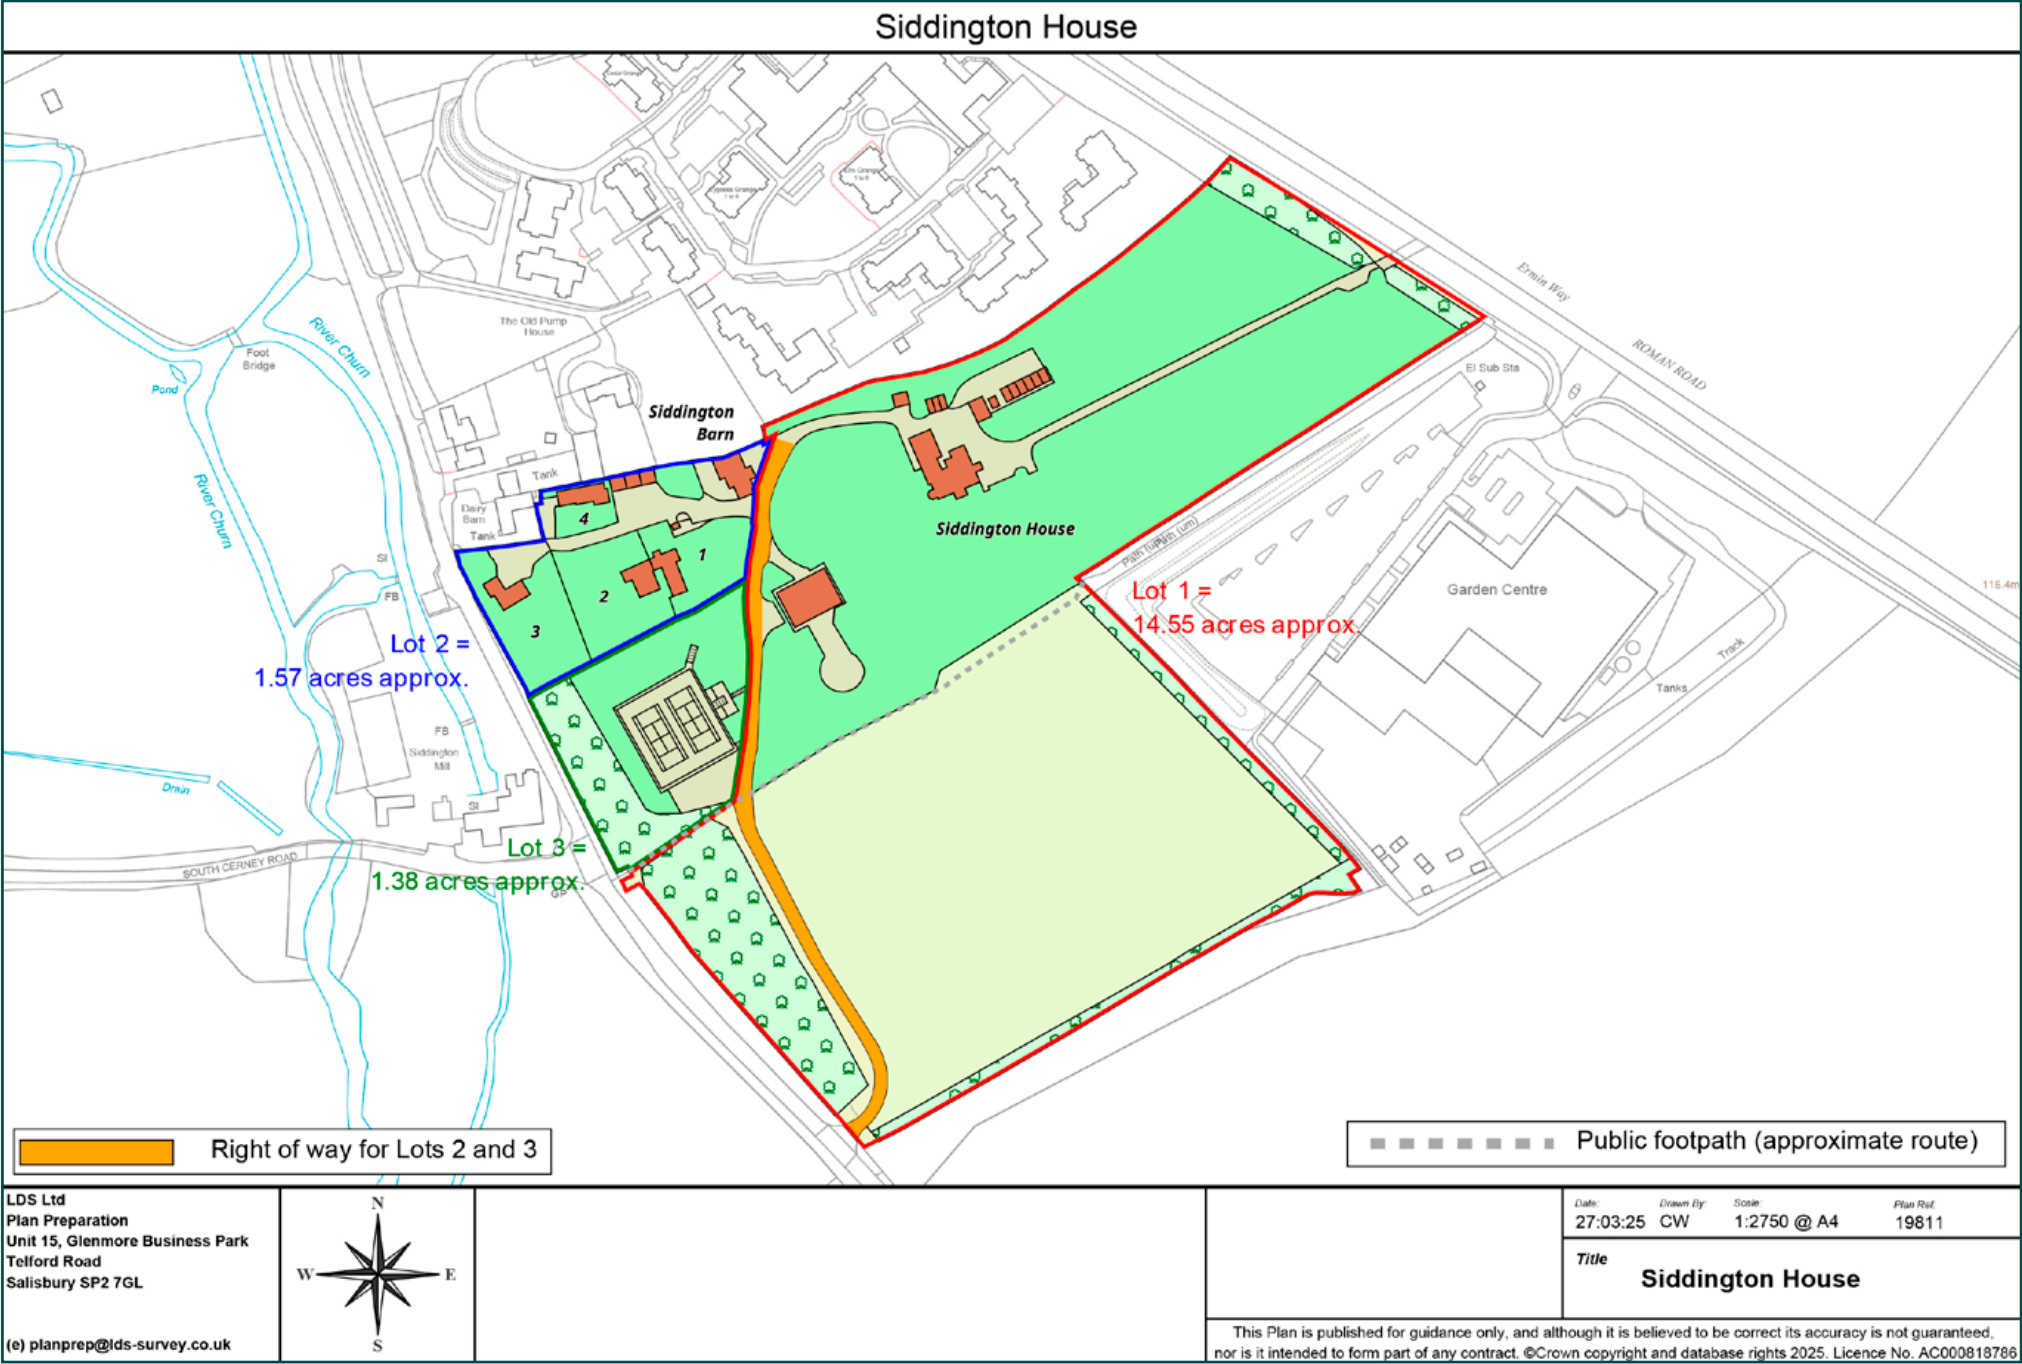 Siddington House
Ermin Way
ROMAN ROAD
The Old Pump
House
River Churn
Foot
Bridge
Pond
El Sub Sta
Siddington
Barn
Tank
River Churn
4
Dairy
Barn
Tank
Siddington House
1
SI
FB
2
3
Garden Centre
116.4m
Lot 1 =
14.55 acres approx.
Lot 2 =
1.57 acres approx.
Track
Tanks
FB
Siddington
Mill
Drain
SI
Lot 3 =
1.38 acres approx.
SOUTH CERNEY ROAD
GP
Right of way for Lots 2 and 3
Public footpath (approximate route)
LDS Ltd
Plan Preparation
Unit 15, Glenmore Business Park
Telford Road
Salisbury SP2 7GL
(e) planprep@lds-survey.co.uk
N
W
E
S
Date:
27:03:25
Drawn By:
CW
Scale:
1:2750 @ A4
Plan Ref:
19811
Title
Siddington House
This Plan is published for guidance only, and although it is believed to be correct its accuracy is not guaranteed,
nor is it intended to form part of any contract. ©Crown copyright and database rights 2025. Licence No. AC000818786